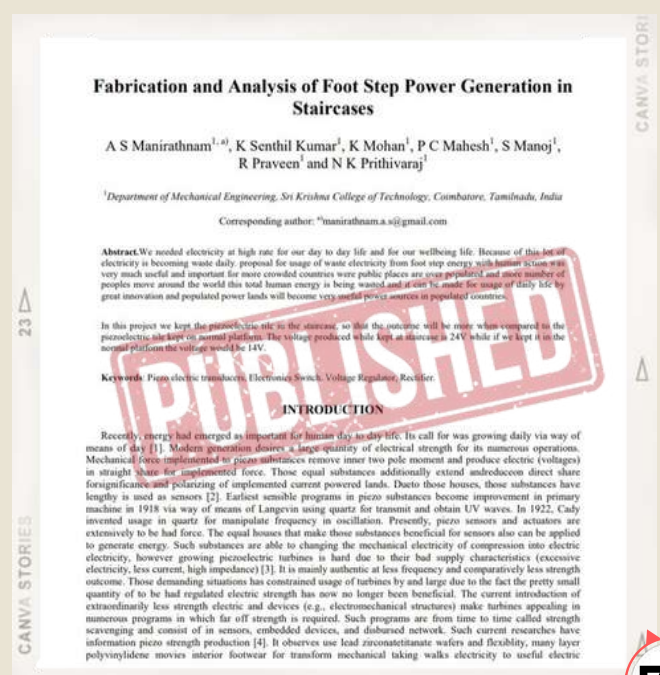 CANVA STORI
Fabrication and Analysis of Foot Step Power Generation in
Staircases
A S Manirathnam1, a), K Senthil Kumar1, K Mohan1, P C Mahesh1, S Manoj1,
R Praveen1 and N K Prithivaraj1
1Department of Mechanical Engineering, Sri Krishna College of Technology, Coimbatore, Tamilnadu, India
Corresponding author: a)manirathnam.a.s@gmail.com
Abstract.We needed electricity at high rate for our day to day life and for our wellbeing life. Because of this lot of
electricity is becoming waste daily. proposal for usage of waste electricity from foot step energy with human action was
very much useful and important for more crowded countries were public places are over populated and more number of
peoples move around the world this total human energy is being wasted and it can be made for usage of daily life by
great innovation and populated power lands will become very useful power sources in populated countries.
In this project we kept the piezoelectric tile in the staircase, so that the outcome will be more when compared to the
piezoelectric tile kept on normal platform. The voltage produced while kept at staircase is 24V while if we kept it in the
normal platform the voltage would be 14V.
Keywords: Piezo electric transducers, Electronics Switch, Voltage Regulator, Rectifier.
PUBLISHED
INTRODUCTION
Recently, energy had emerged as important for human day to day life. Its call for was growing daily via way of
means of day [1]. Modern generation desires a large quantity of electrical strength for its numerous operations.
Mechanical force implemented to piezo substances remove inner two pole moment and produce electric (voltages)
in straight share for implemented force. Those equal substances additionally extend andreduceon direct share
forsignificance and polarizing of implemented current powered lands. Dueto those houses, those substances have
lengthy is used as sensors [2]. Earliest sensible programs in piezo substances become improvement in primary
machine in 1918 via way of means of Langevin using quartz for transmit and obtain UV waves. In 1922, Cady
invented usage in quartz for manipulate frequency in oscillation. Presently, piezo sensors and actuators are
extensively to be had force. The equal houses that make those substances beneficial for sensors also can be applied
to generate energy. Such substances are able to changing the mechanical electricity of compression into electric
electricity, however growing piezoelectric turbines is hard due to their bad supply characteristics (excessive
electricity, less current, high impedance) [3]. It is mainly authentic at less frequency and comparatively less strength
outcome. Those demanding situations has constrained usage of turbines by and large due to the fact the pretty small
quantity of to be had regulated electric strength has now no longer been beneficial. The current introduction of
extraordinarily less strength electric and devices (e.g., electromechanical structures) make turbines appealing in
numerous programs in which far off strength is required. Such programs are from time to time called strength
scavenging and consist of in sensors, embedded devices, and disbursed network. Such current researches have
information piezo strength production [4]. It observes use lead zirconatetitanate wafers and flexiblity, many layer
polyvinylidene movies interior footwear for transform mechanical taking walks electricity to useful electric
23
CANVA STORIES